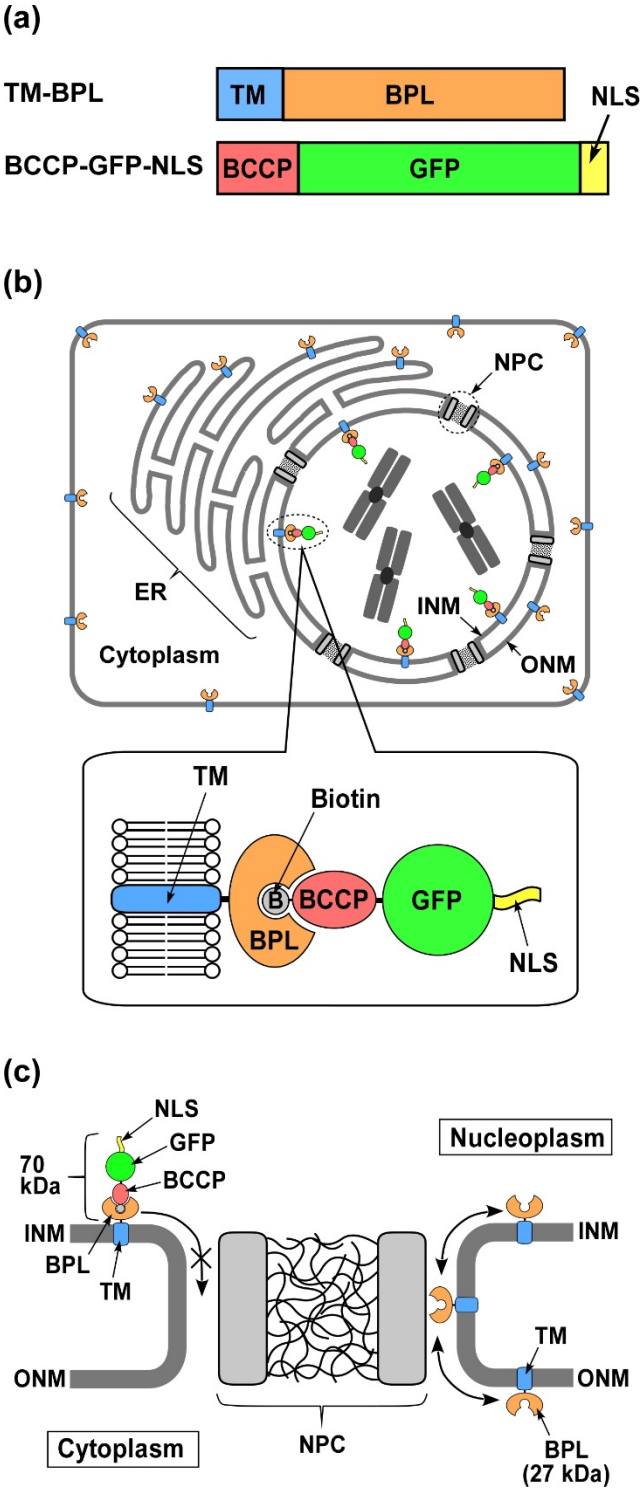 (a)
TM-BPL
TM
BPL
NLS
BCCP-GFP-NLS
BCCP
GFP
(b)
NPC
ER
Cytoplasm
INM
ONM
TM
Biotin
B
BPL
BCCP
GFP
NLS
(c)
NLS
GFP
BCCP
70
kDa
INM
BPL
TM
ONM
Cytoplasm
NPC
Nucleoplasm
INM
TM
ONM
BPL
(27 kDa)